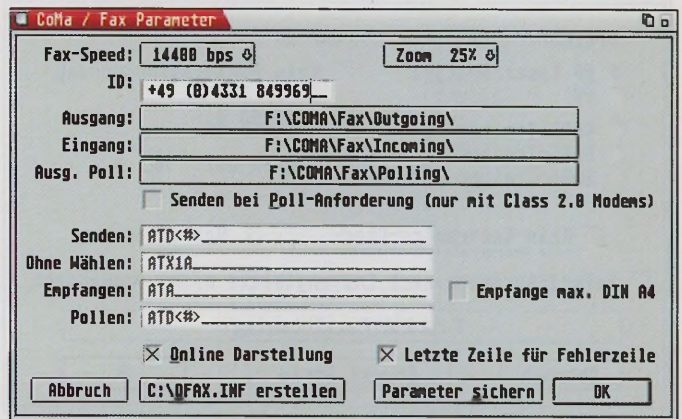 CoMa / Fax Parameter
Fax-Speed: 14400 bps Zoom 25%
ID: +49 (0)4331 849969
Ausgang: F:\COMA\Fax\Outgoing\
Eingang: F:\COMA\Fax\Incoming\
Ausg. Poll: F:\COMA\Fax\Polling\
Senden bei Poll-Anforderung (nur mit Class 2.0 Modems)
Senden: ATD<#>
Ohne Wählen: ATX1A
Empfangen: ATA Empfange max. DIN A4
Pollen: ATD<#>
Online Darstellung Letzte Zeile für Fehlerzeile
Abbruch C:\QFAX.INF erstellen Parameter sichern OK